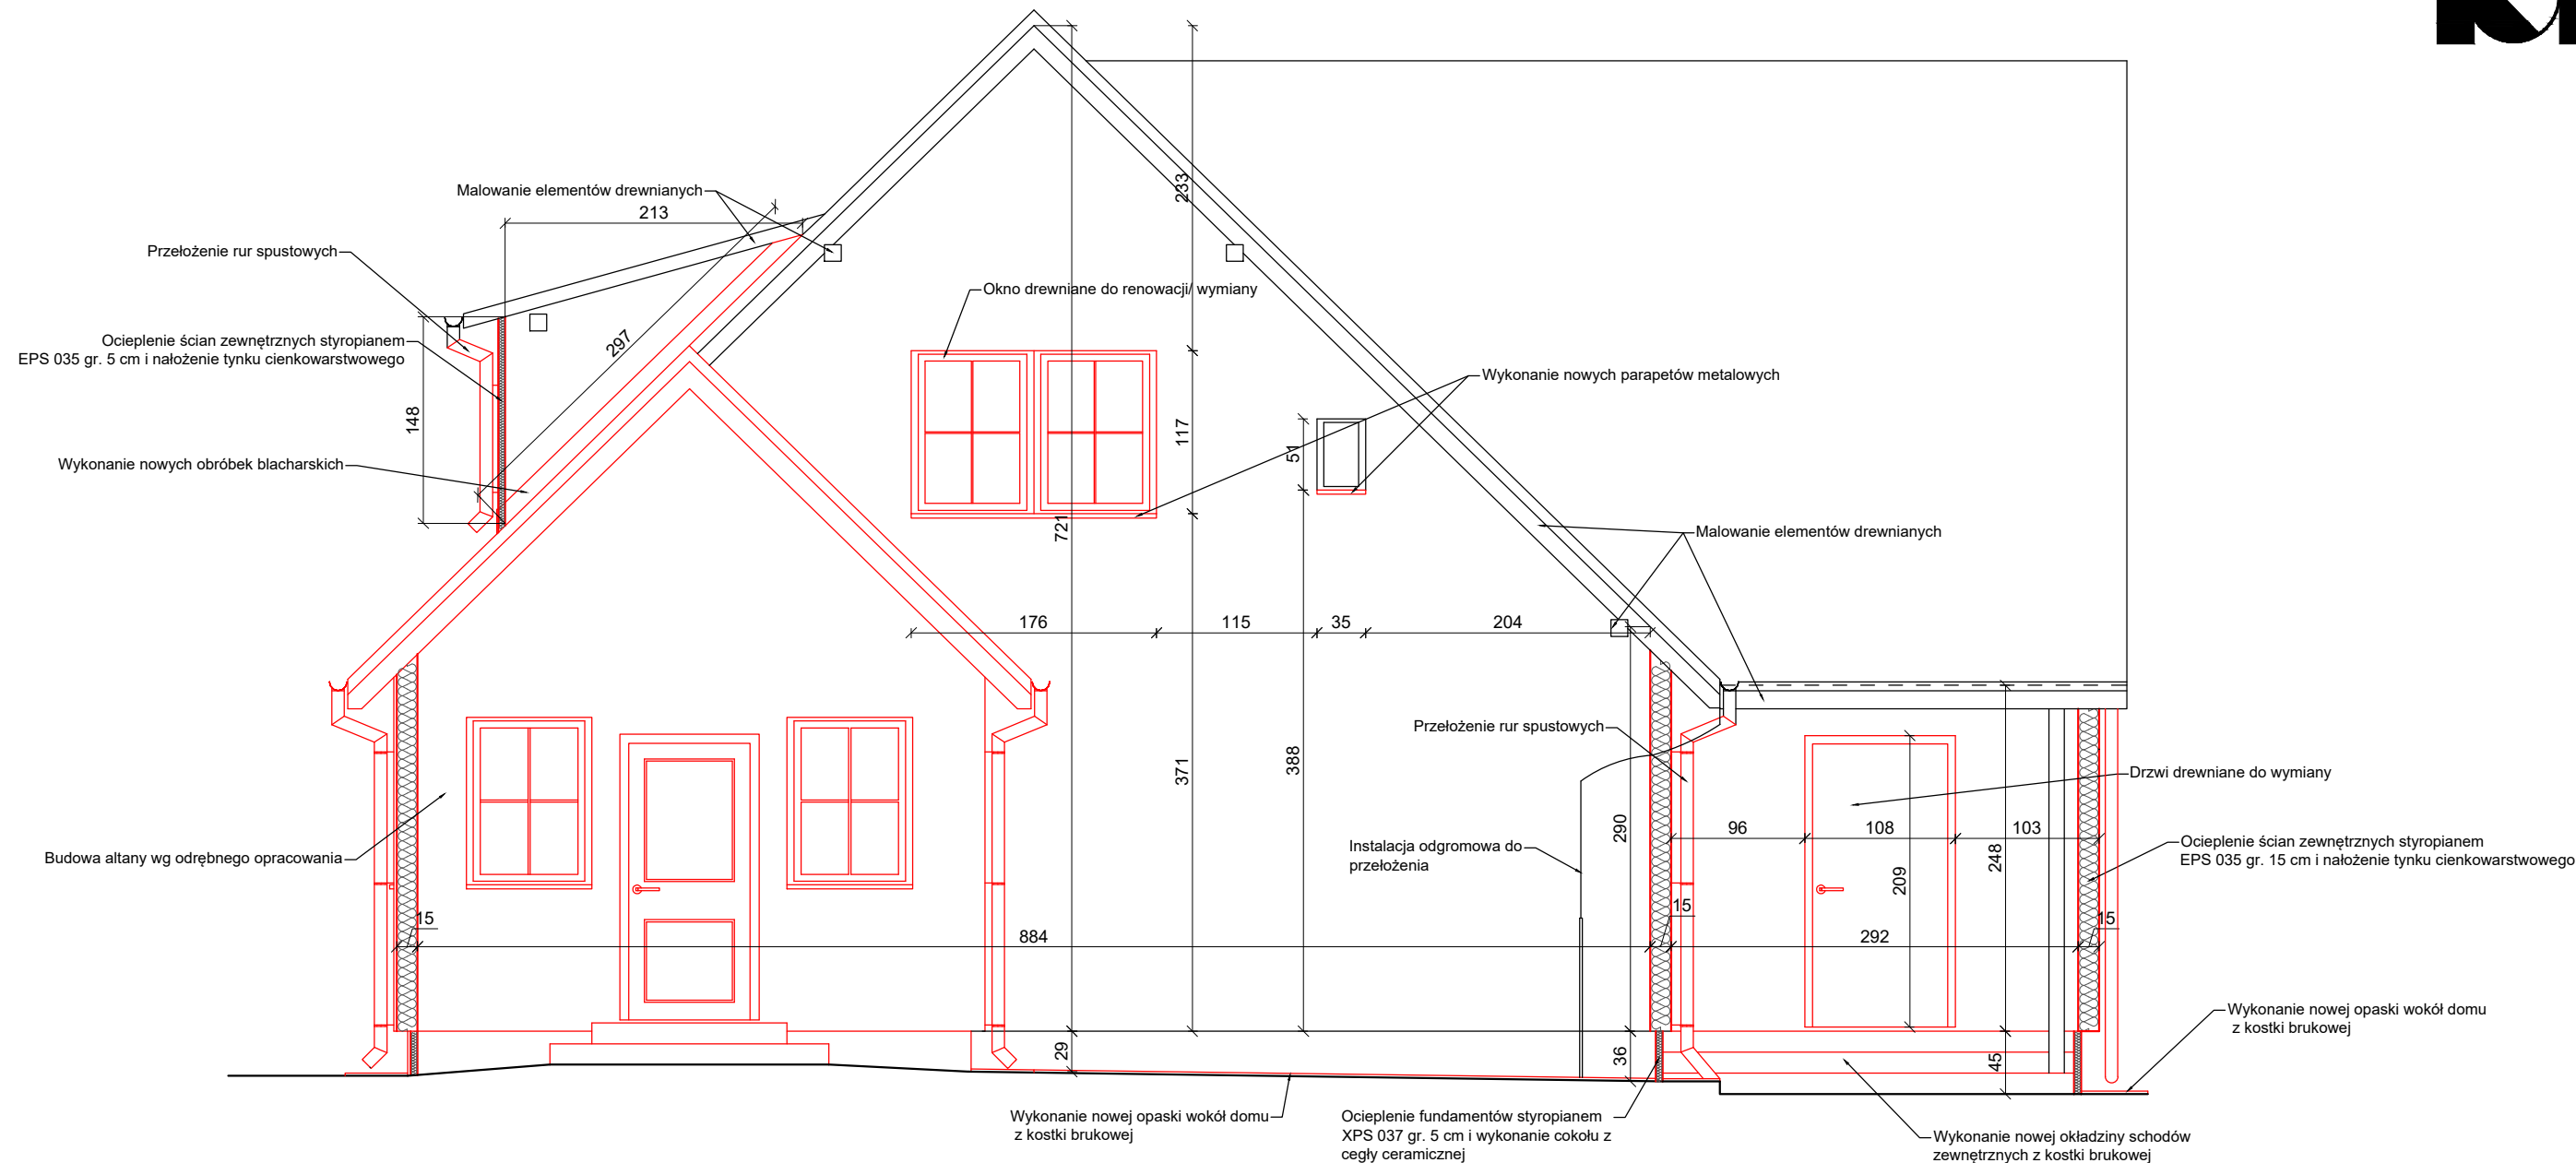 Malowanie elementów drewnianych
213
233
Przełożenie rur spustowych
Okno drewniane do renowacji/ wymiany
Ocieplenie ścian zewnętrznych styropianem
EPS 035 gr. 5 cm i nałożenie tynku cienkowarstwowego
297
148
Wykonanie nowych parapetów metalowych
117
51
Wykonanie nowych obróbek blacharskich
721
Malowanie elementów drewnianych
176
115
35
204
Przełożenie rur spustowych
371
388
Drzwi drewniane do wymiany
290
96
108
103
Instalacja odgromowa do
przełożenia
Budowa altany wg odrębnego opracowania
248
209
Ocieplenie ścian zewnętrznych styropianem
EPS 035 gr. 15 cm i nałożenie tynku cienkowarstwowego
15
15
15
884
292
Wykonanie nowej opaski wokół domu
z kostki brukowej
29
36
45
Wykonanie nowej opaski wokół domu
z kostki brukowej
Ocieplenie fundamentów styropianem
XPS 037 gr. 5 cm i wykonanie cokołu z
cegły ceramicznej
Wykonanie nowej okładziny schodów
zewnętrznych z kostki brukowej